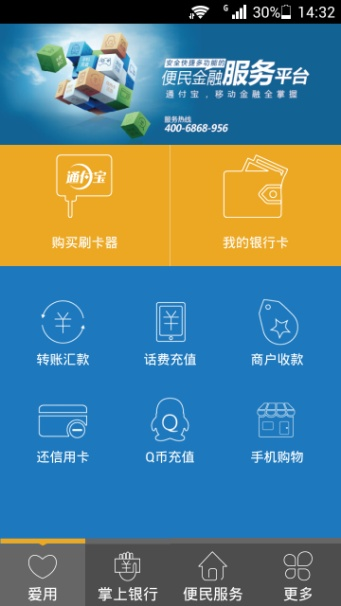 G 30% 14:32
安全快捷多功能的
便民金融服务平台
通付宝，移动金融全掌握
服务热线
400-6868-956
通付宝
购买刷卡器 我的银行卡
转账汇款 话费充值 商户收款
Q
还信用卡 Q币充值 手机购物
爱用 掌上银行 便民服务 更多